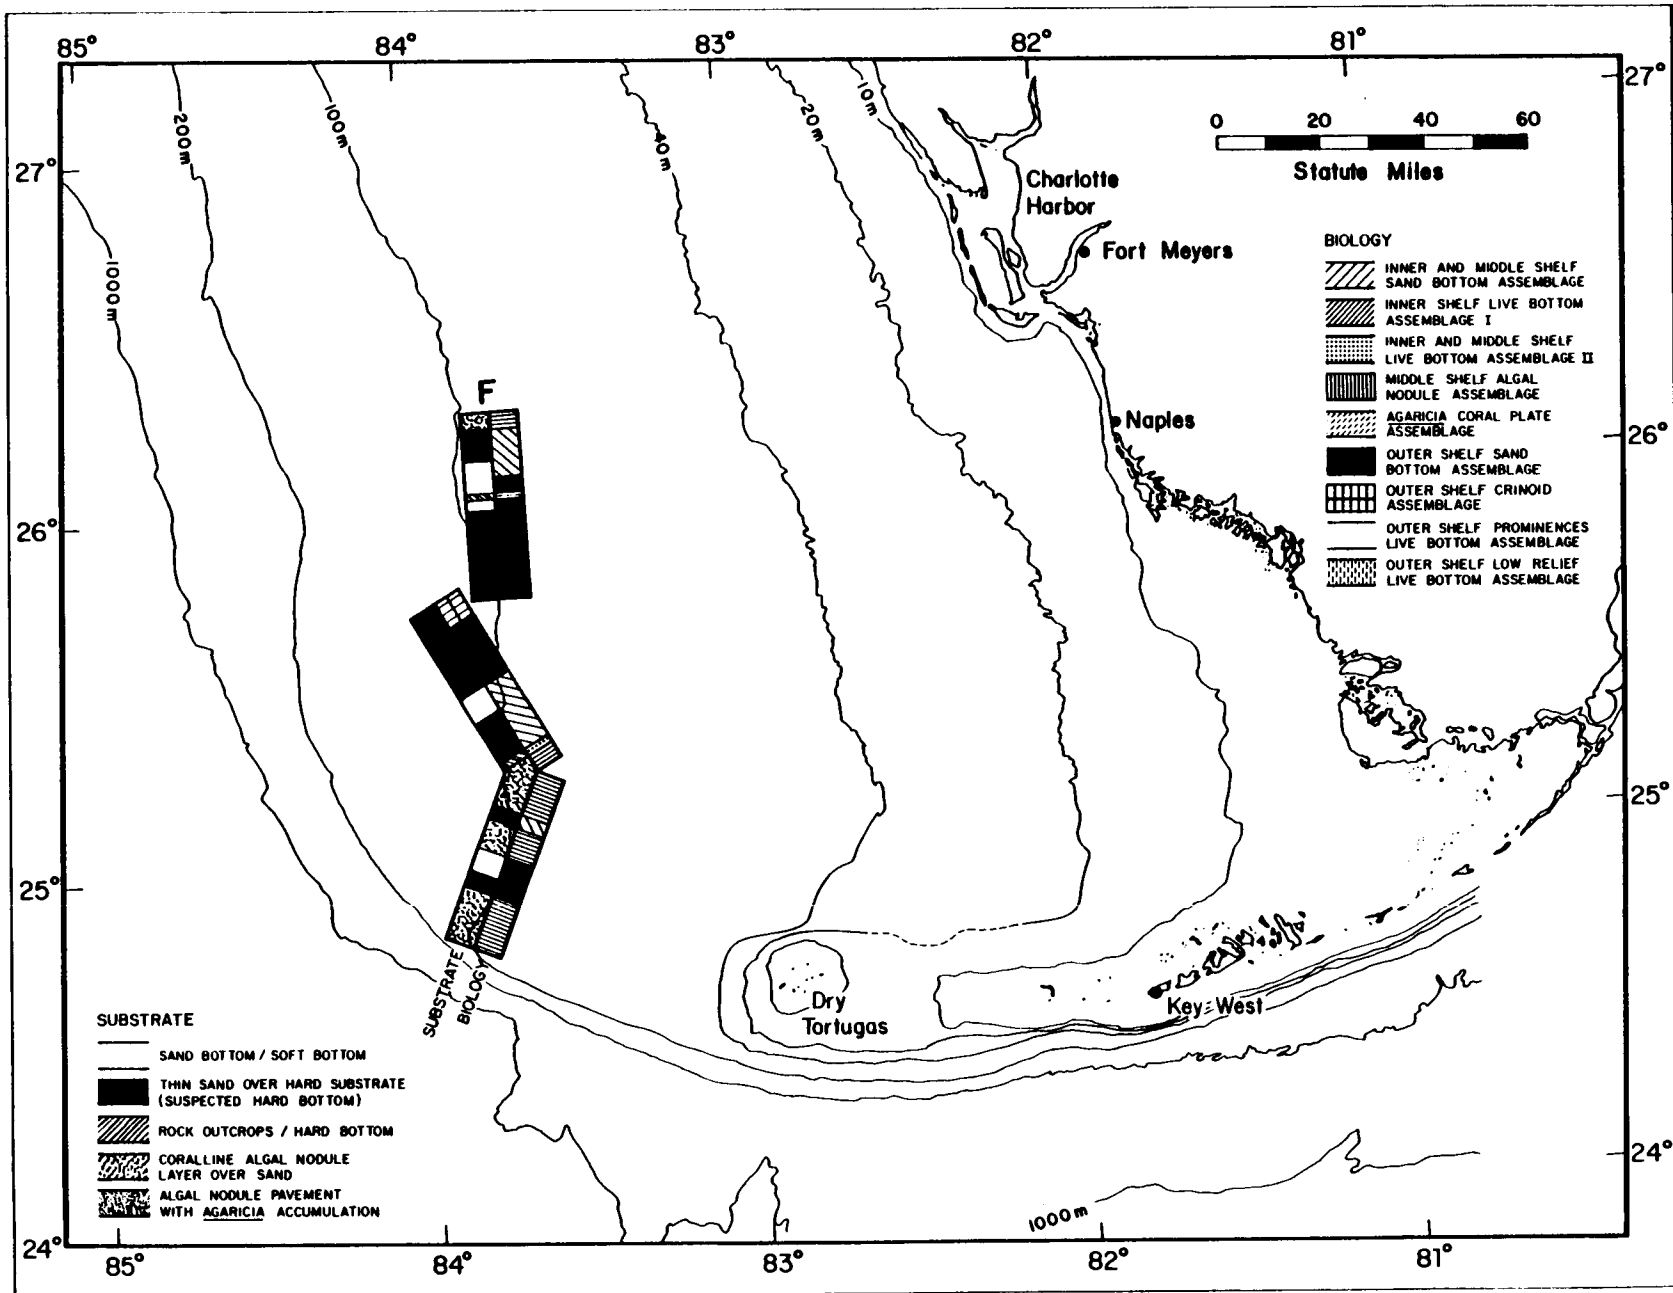 85° 84° 83° 82° 81°
27°
27°
26°
26°
25°
25°
24°
24°
85° 84° 83° 82° 81°
200m
100m
40m
20m
10m
1000m
1000m
0 20 40 60
Statute Miles
Charlotte
Harbor
Fort Meyers
Naples
F
Dry
Tortugas
Key West
SUBSTRATE
BIOLOGY
BIOLOGY
INNER AND MIDDLE SHELF
SAND BOTTOM ASSEMBLAGE
INNER SHELF LIVE BOTTOM
ASSEMBLAGE I
INNER AND MIDDLE SHELF
LIVE BOTTOM ASSEMBLAGE II
MIDDLE SHELF ALGAL
NODULE ASSEMBLAGE
AGARICIA CORAL PLATE
ASSEMBLAGE
OUTER SHELF SAND
BOTTOM ASSEMBLAGE
OUTER SHELF CRINOID
ASSEMBLAGE
OUTER SHELF PROMINENCES
LIVE BOTTOM ASSEMBLAGE
OUTER SHELF LOW RELIEF
LIVE BOTTOM ASSEMBLAGE
SUBSTRATE
SAND BOTTOM / SOFT BOTTOM
THIN SAND OVER HARD SUBSTRATE
(SUSPECTED HARD BOTTOM)
ROCK OUTCROPS / HARD BOTTOM
CORALLINE ALGAL NODULE
LAYER OVER SAND
ALGAL NODULE PAVEMENT
WITH AGARICIA ACCUMULATION